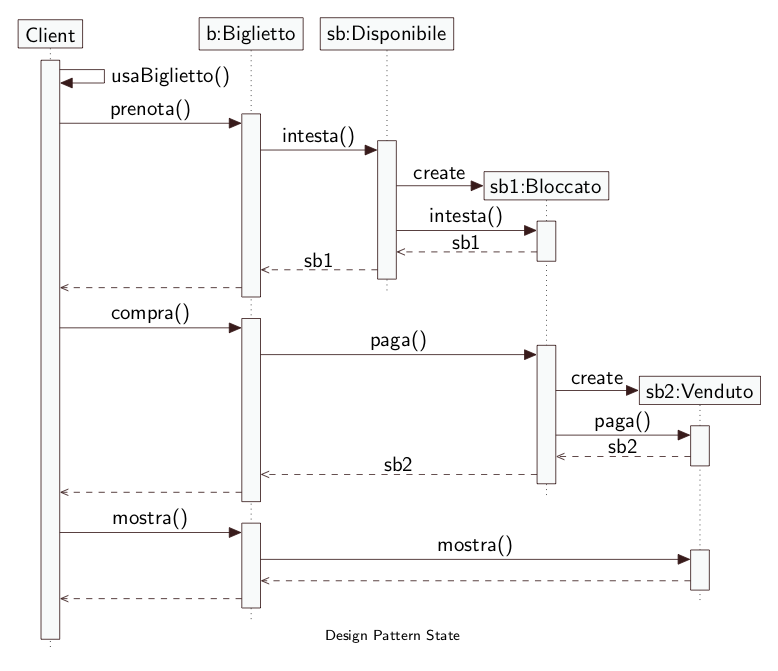 Client
b:Biglietto
sb:Disponibile
usaBiglietto()
prenota()
intesta()
create
sb1:Bloccato
intesta()
sb1
sb1
compra()
paga()
create
sb2:Venduto
paga()
sb2
sb2
mostra()
mostra()
Design Pattern State